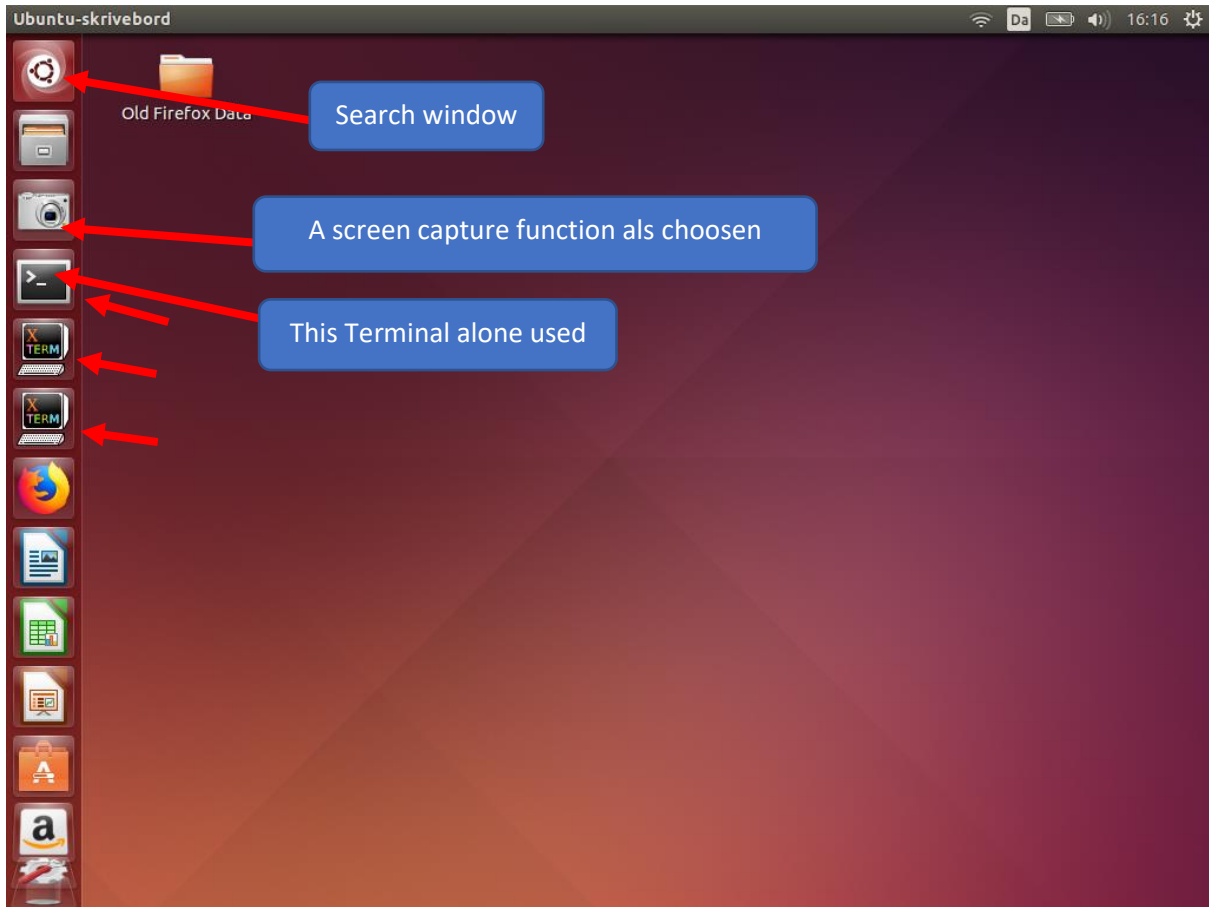 Ubuntu-skrivebord
Da
16:16
Old Firefox Data
Search window
A screen capture function als choosen
>_
This Terminal alone used
X
TERM
X
TERM
A
a